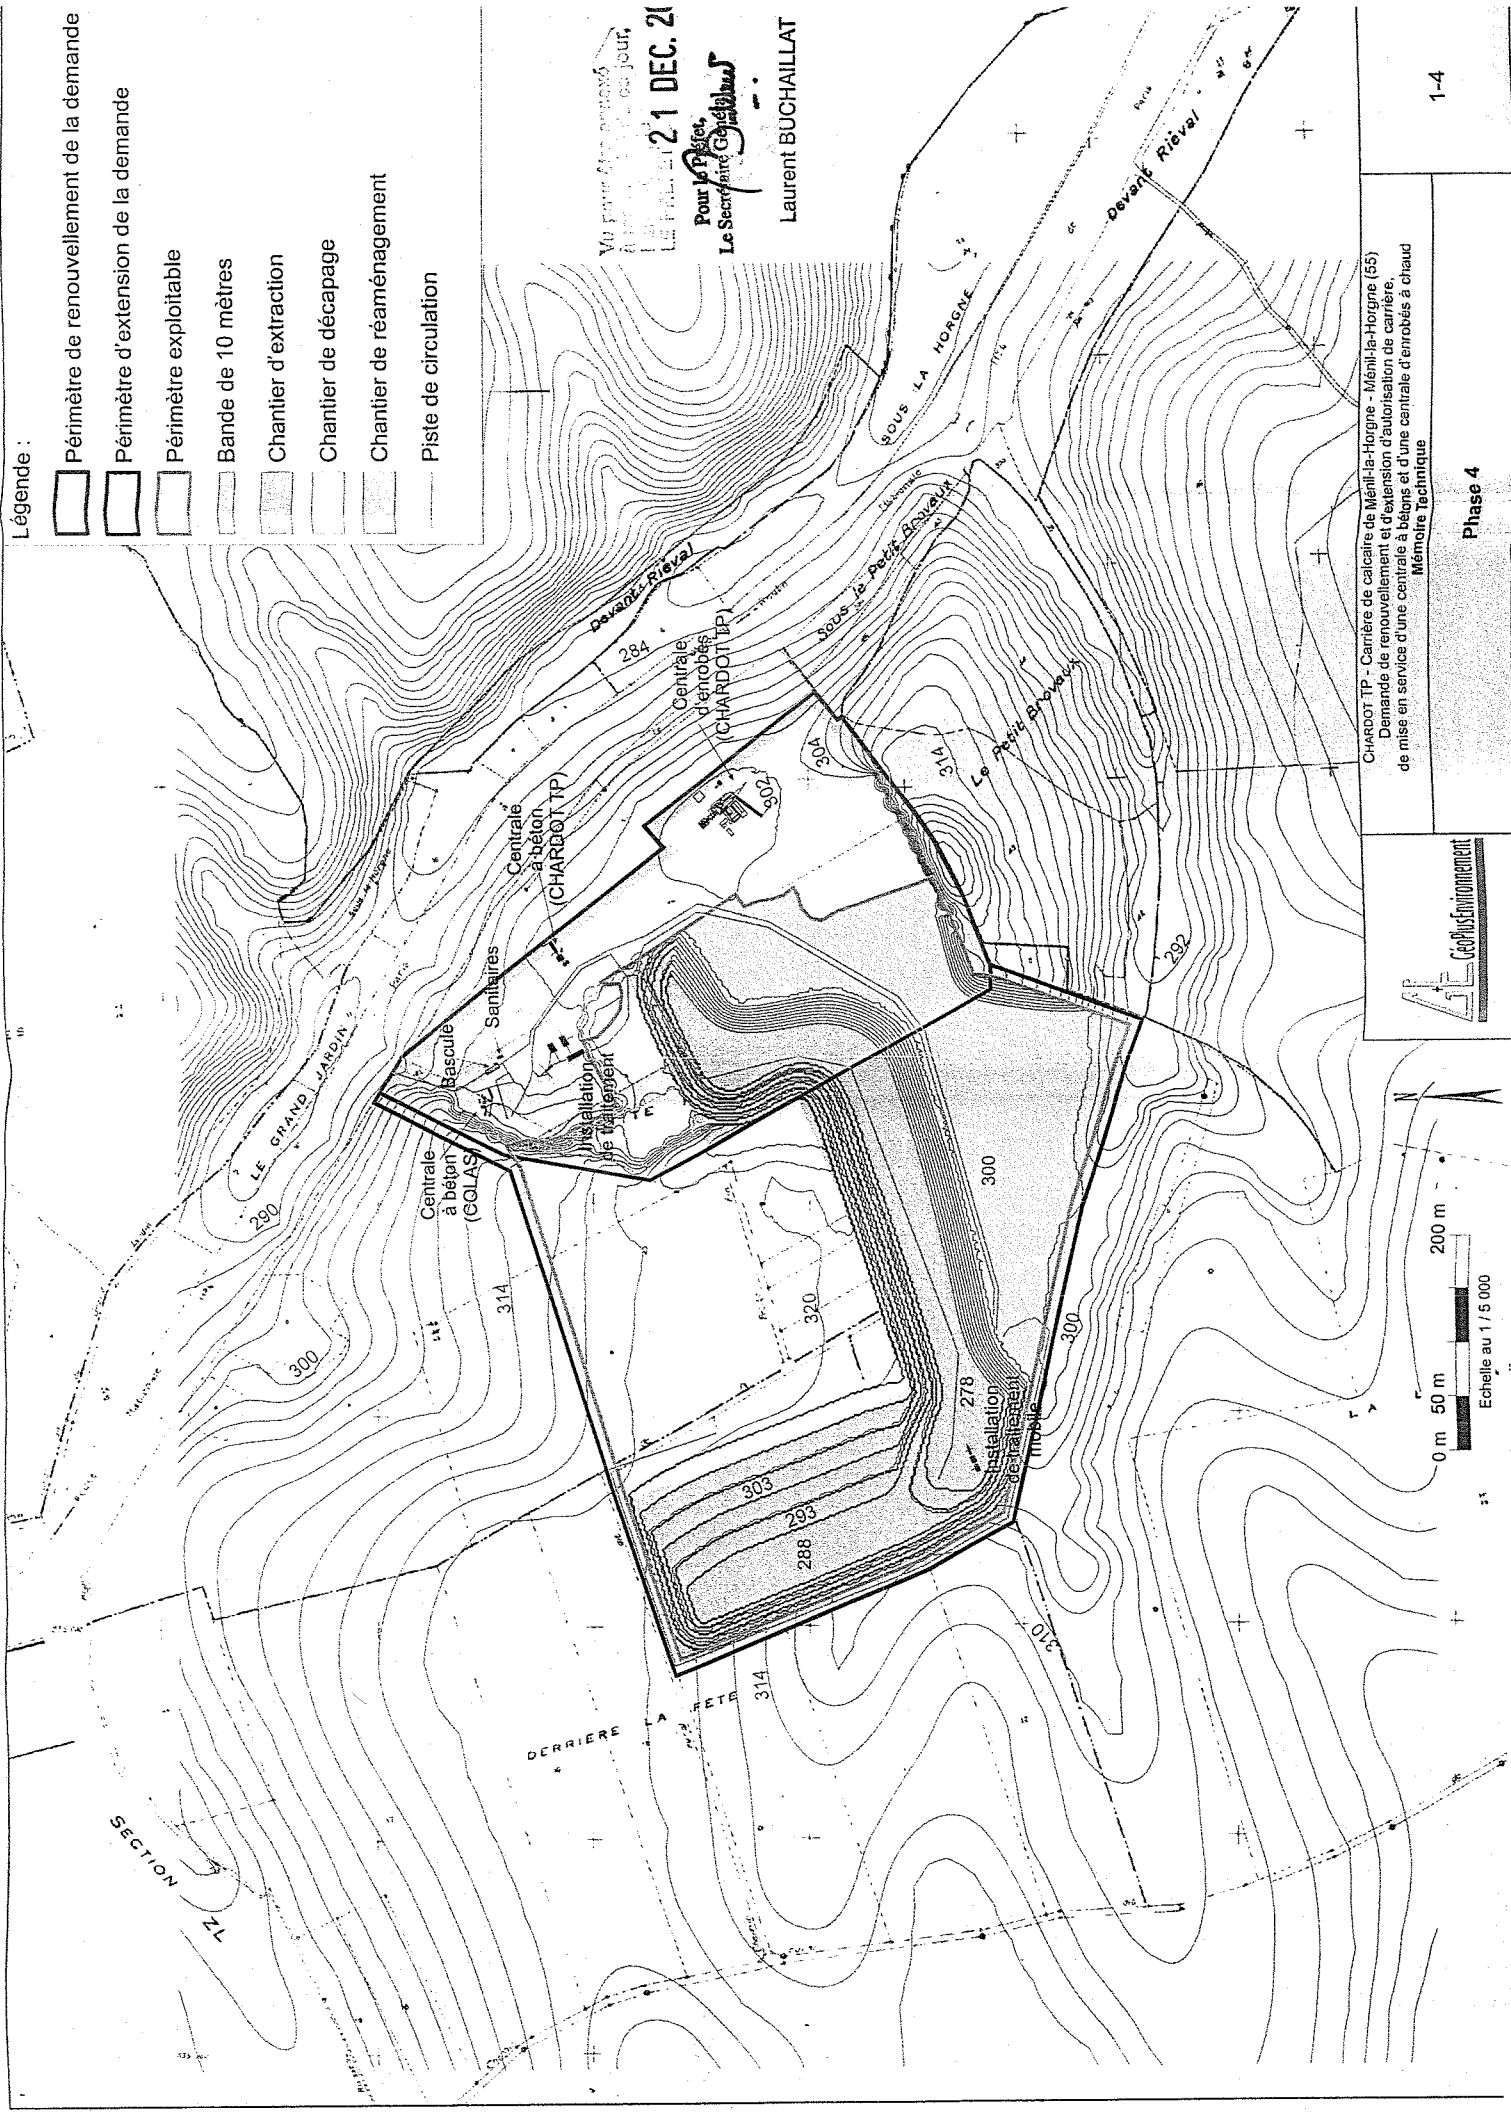 Légende :
Périmètre de renouvellement de la demande
Périmètre d'extension de la demande
Périmètre exploitable
Bande de 10 mètres
Chantier d'extraction
Chantier de décapage
Chantier de réaménagement
Piste de circulation
21 DEC.
Pour le Préfet,
Le Secrétaire Général
Laurent BUCHAILLAT
SECTION
ZL
LE GRAND JARDIN
290
300
314
DERRIERE LA FETE
314
310
Centrale
à béton
(COLAS)
Bascule
Sanitaires
Installation
de traitement
Centrale
à béton
(CHARDOT TP)
Centrale
d'enrobés
(CHARDOT TP)
284
302
304
314
Devant Riéval
Sous le Petit Brovaux
Le Petit Brovaux
SOUS LA HORGNE
Devant Riéval
320
303
293
288
278
Installation
de traitement
mobile
300
300
292
N
0 m
50 m
200 m
Echelle au 1 / 5 000
GéoPlusEnvironnement
CHARDOT TP - Carrière de calcaire de Ménil-la-Horgne - Ménil-la-Horgne (55)
Demande de renouvellement et d'extension d'autorisation de carrière,
de mise en service d'une centrale à bétons et d'une centrale d'enrobés à chaud
Mémoire Technique
Phase 4
1-4